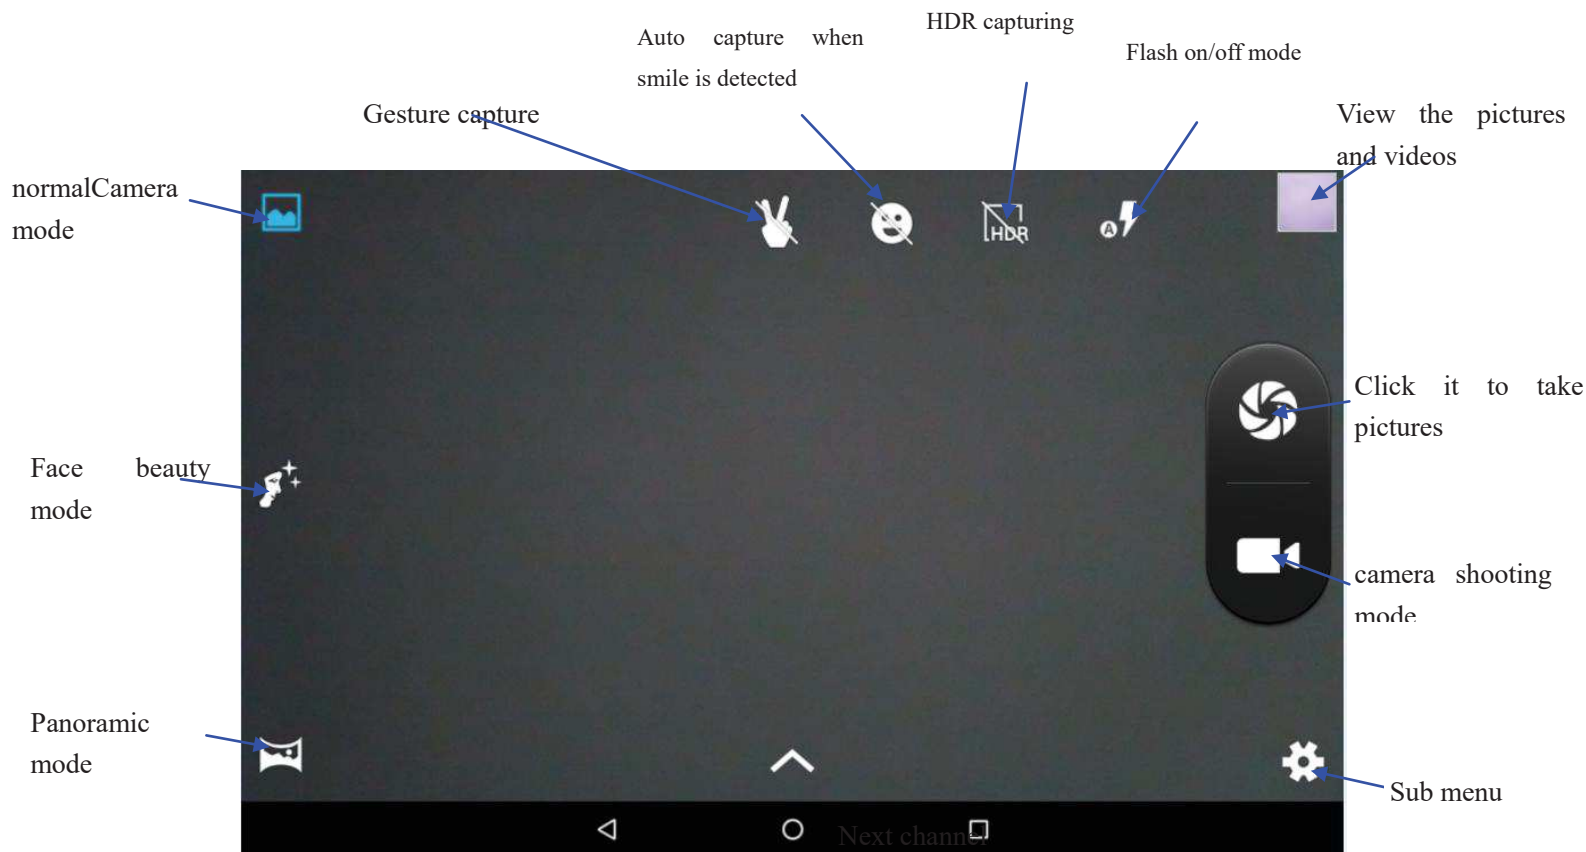 HDR capturing
Auto capture when
smile is detected
Flash on/off mode
Gesture capture
View the pictures
and videos
normalCamera
mode
HDR
A
Click it to take
pictures
Face beauty
mode
camera shooting
mode
Panoramic
mode
Sub menu
Next channel